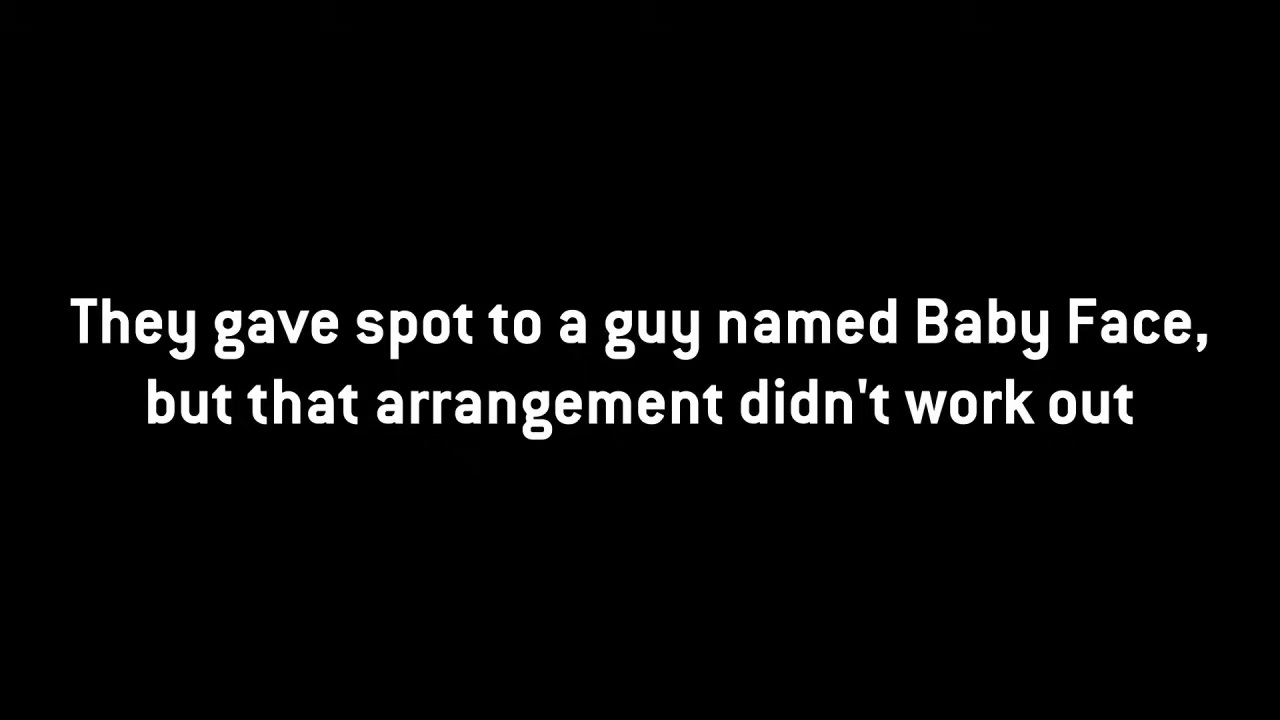 They gave spot to a guy named Baby Face,
but that arrangement didn't work out